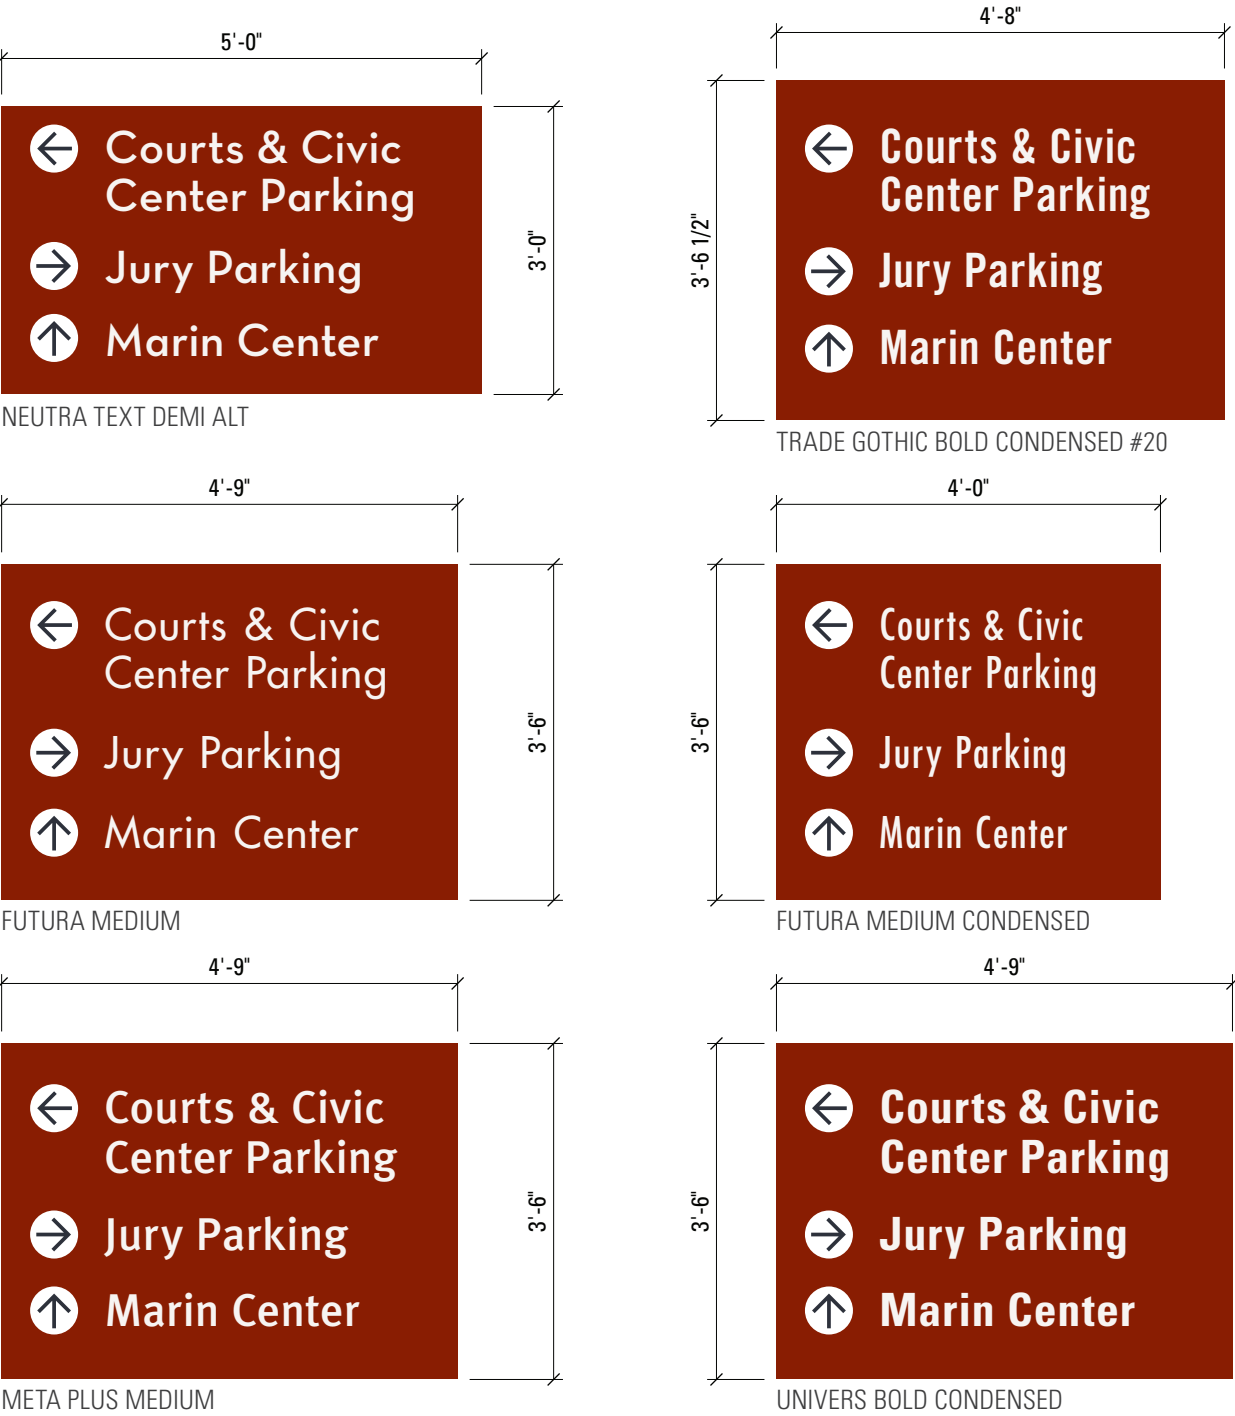 5'-0"
Courts & Civic
Center Parking
Jury Parking
Marin Center
3'-0"
NEUTRA TEXT DEMI ALT
4'-8"
3'-6 1/2"
Courts & Civic
Center Parking
Jury Parking
Marin Center
TRADE GOTHIC BOLD CONDENSED #20
4'-9"
Courts & Civic
Center Parking
Jury Parking
Marin Center
3'-6"
FUTURA MEDIUM
4'-0"
3'-6"
Courts & Civic
Center Parking
Jury Parking
Marin Center
FUTURA MEDIUM CONDENSED
4'-9"
Courts & Civic
Center Parking
Jury Parking
Marin Center
3'-6"
META PLUS MEDIUM
4'-9"
3'-6"
Courts & Civic
Center Parking
Jury Parking
Marin Center
UNIVERS BOLD CONDENSED